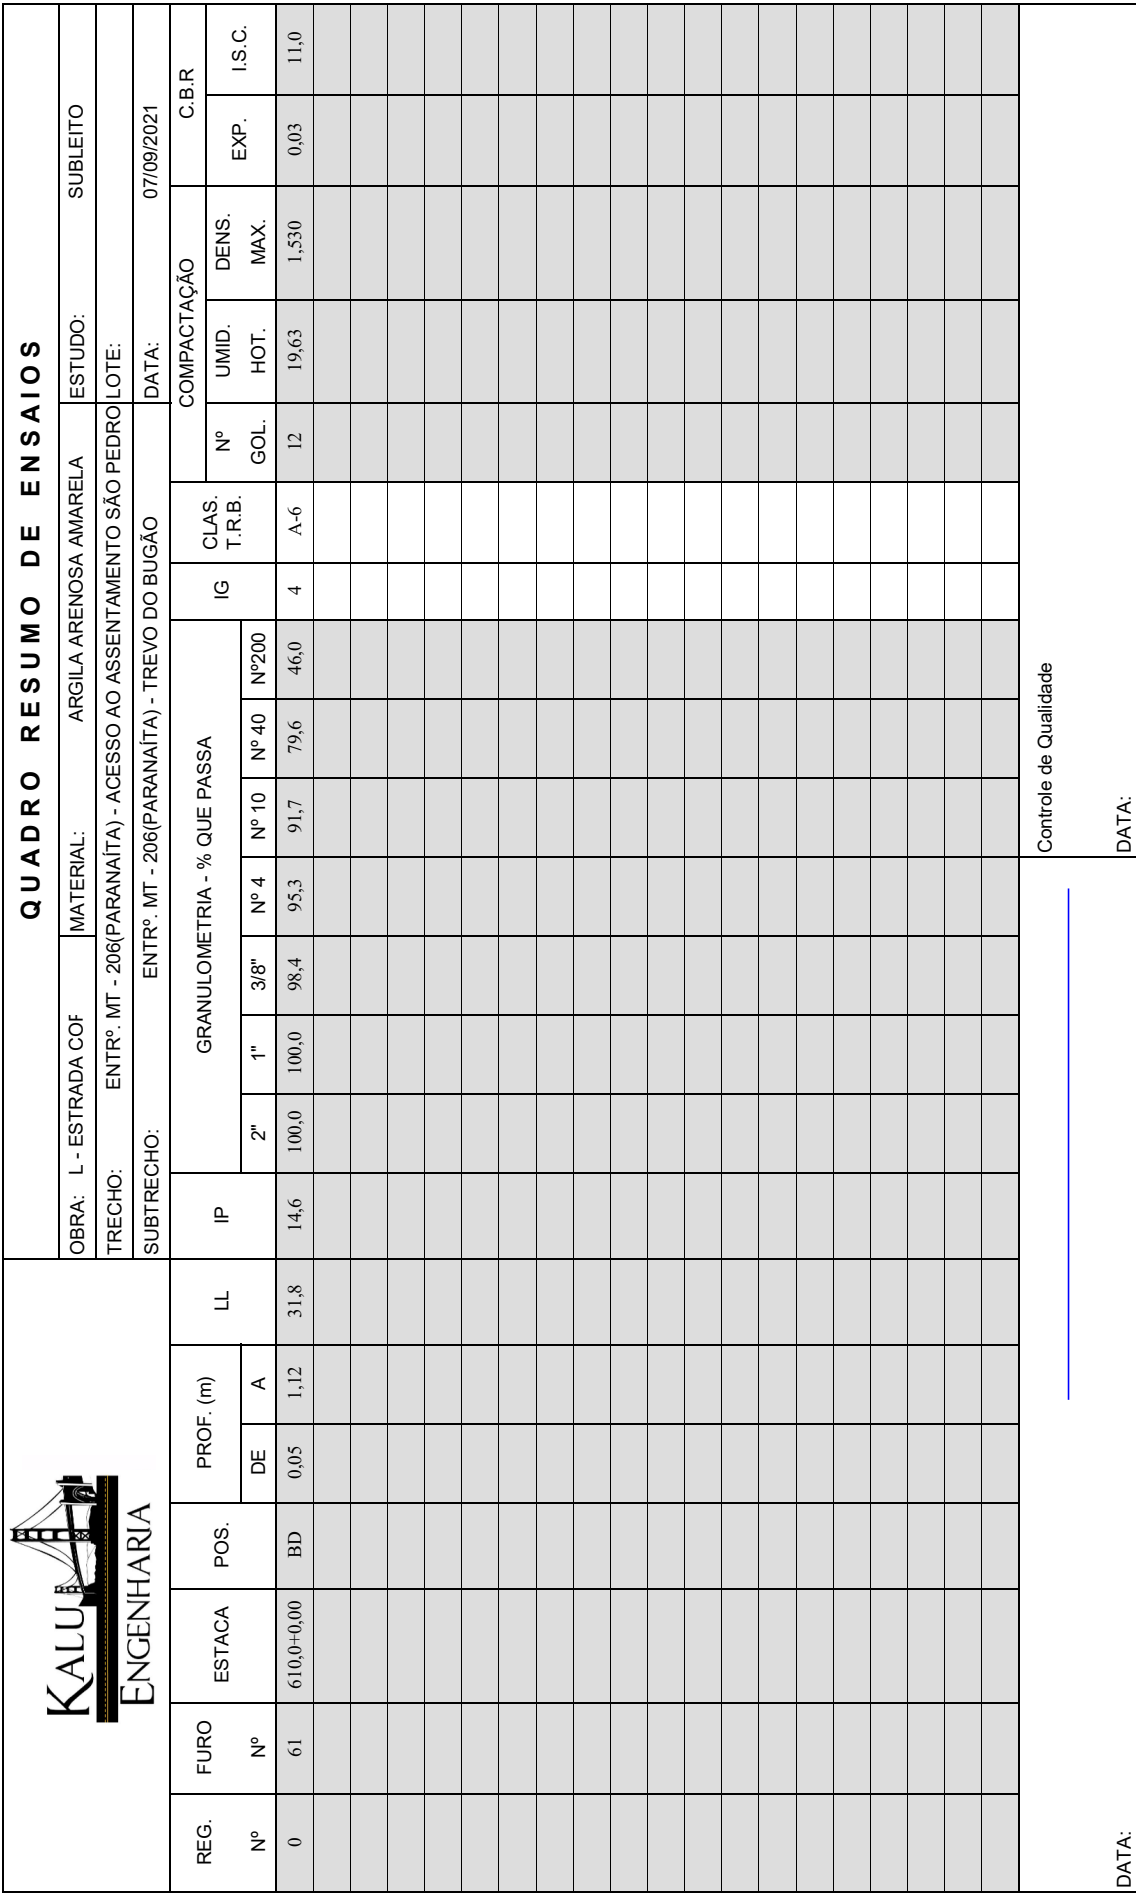 KALU
ENGENHARIA
QUADRO RESUMO DE ENSAIOS
OBRA: L - ESTRADA COF MATERIAL: ARGILA ARENOSA AMARELA ESTUDO: SUBLEITO
TRECHO: ENTRº. MT - 206(PARANAÍTA) - ACESSO AO ASSENTAMENTO SÃO PEDRO LOTE:
SUBTRECHO: ENTRº. MT - 206(PARANAÍTA) - TREVO DO BUGÃO DATA: 07/09/2021
REG. Nº FURO Nº ESTACA POS. PROF. (m) LL IP GRANULOMETRIA - % QUE PASSA IG CLAS. T.R.B. COMPACTAÇÃO C.B.R
DE A 2" 1" 3/8" Nº 4 Nº 10 Nº 40 Nº200 Nº GOL. UMID. HOT. DENS. MAX. EXP. I.S.C.
0 61 610,0+0,00 BD 0,05 1,12 31,8 14,6 100,0 100,0 98,4 95,3 91,7 79,6 46,0 4 A-6 12 19,63 1,530 0,03 11,0
Controle de Qualidade
DATA: DATA: